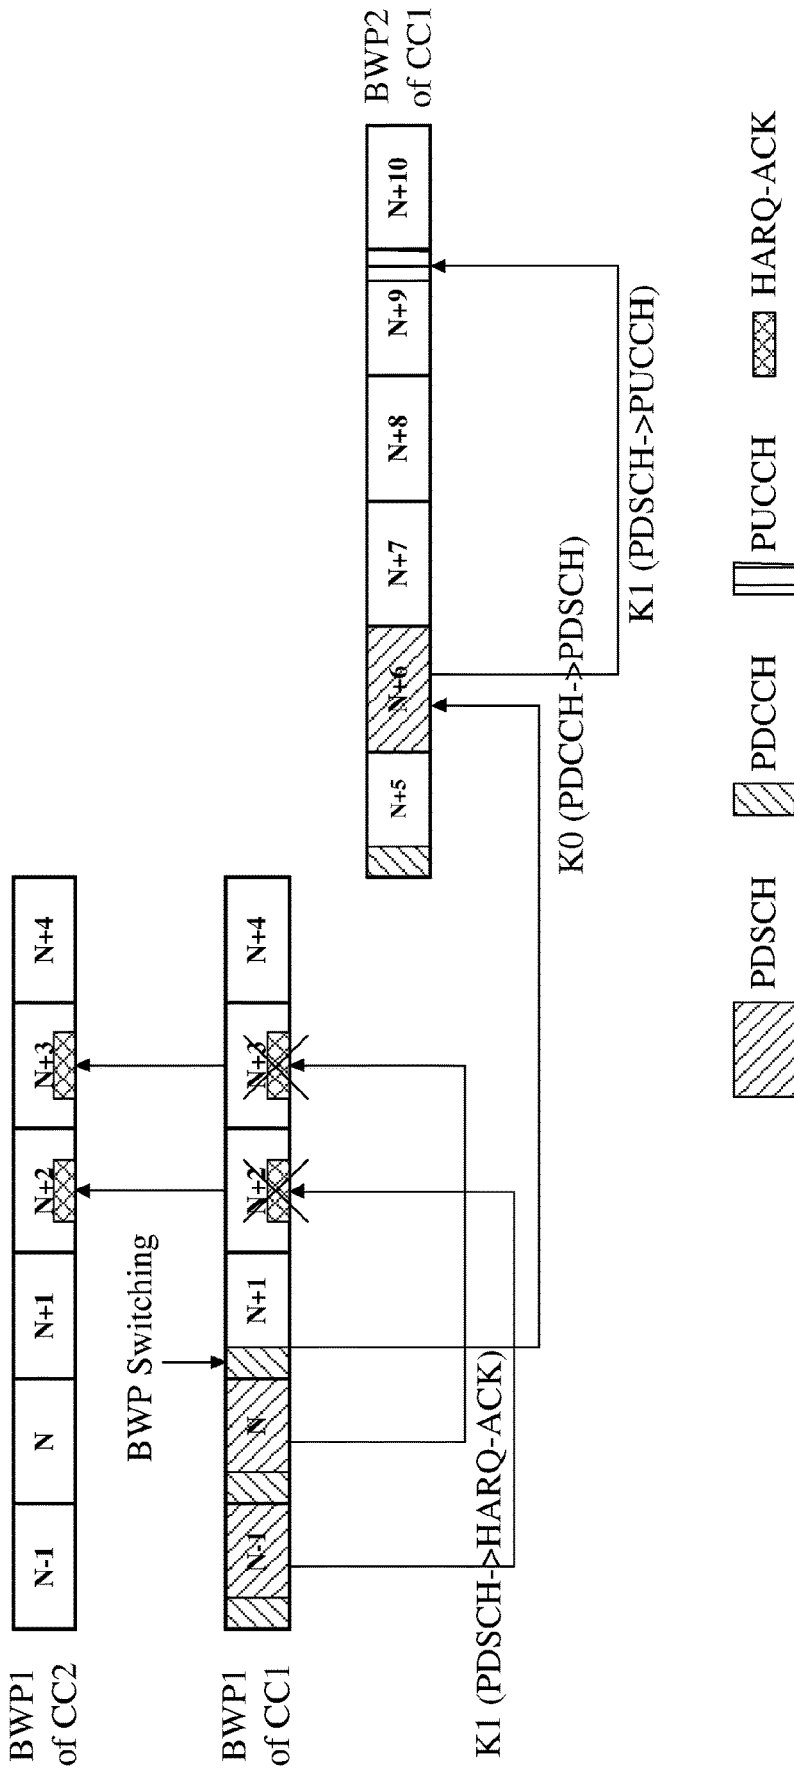 BWP1
of CC2
N-1
N
N+1
N+2
N+3
N+4
BWP Switching
BWP1
of CC1
N-1
N
N+1
N+2
N+3
N+4
BWP2
of CC1
N+5
N+6
N+7
N+8
N+9
N+10
K1 (PDSCH->HARQ-ACK)
K0 (PDCCH->PDSCH)
K1 (PDSCH->PUCCH)
PDSCH
PDCCH
PUCCH
HARQ-ACK